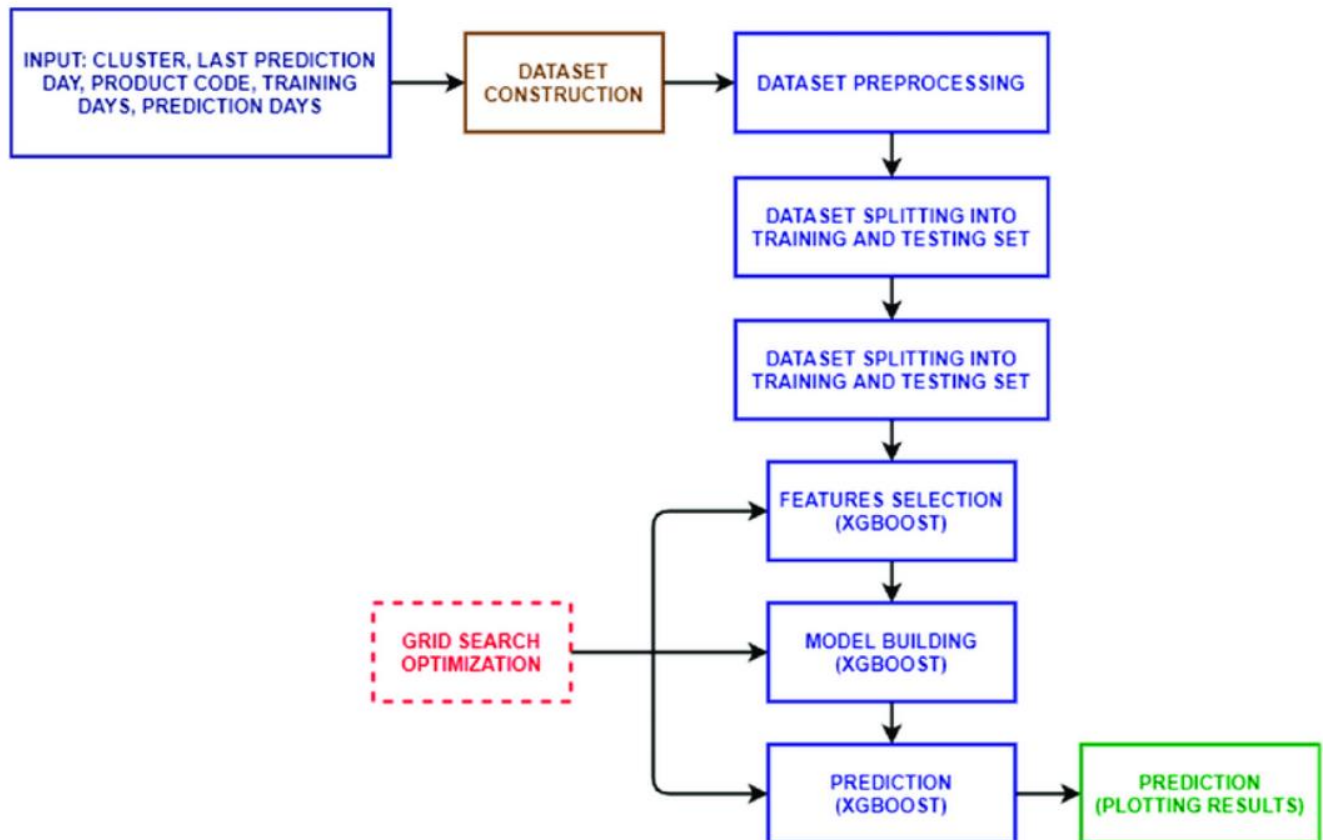 INPUT: CLUSTER, LAST PREDICTION
DAY, PRODUCT CODE, TRAINING
DAYS, PREDICTION DAYS
DATASET
CONSTRUCTION
DATASET PREPROCESSING
DATASET SPLITTING INTO
TRAINING AND TESTING SET
DATASET SPLITTING INTO
TRAINING AND TESTING SET
FEATURES SELECTION
(XGBOOST)
GRID SEARCH
OPTIMIZATION
MODEL BUILDING
(XGBOOST)
PREDICTION
(XGBOOST)
PREDICTION
(PLOTTING RESULTS)